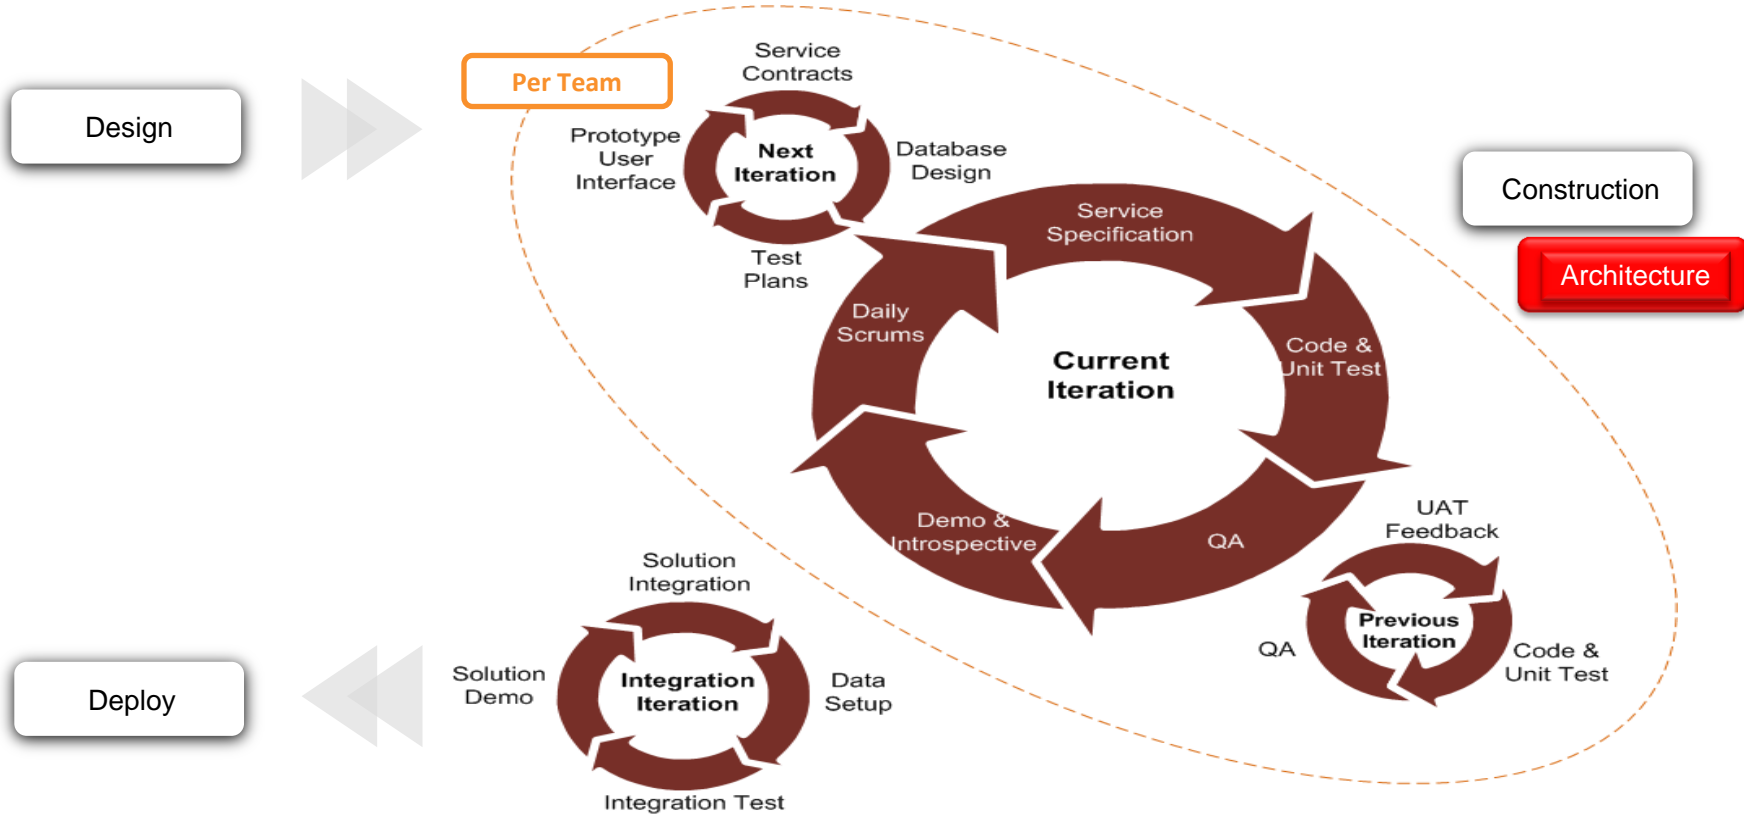 Service
Contracts
Per Team
Design
Prototype
User
Interface
Next
Iteration
Database
Design
Test
Plans
Construction
Architecture
Service
Specification
Daily
Scrums
Current
Iteration
Code &
Unit Test
Demo &
Introspective
QA
UAT
Feedback
Previous
Iteration
QA
Code &
Unit Test
Solution
Integration
Solution
Demo
Integration
Iteration
Data
Setup
Integration Test
Deploy